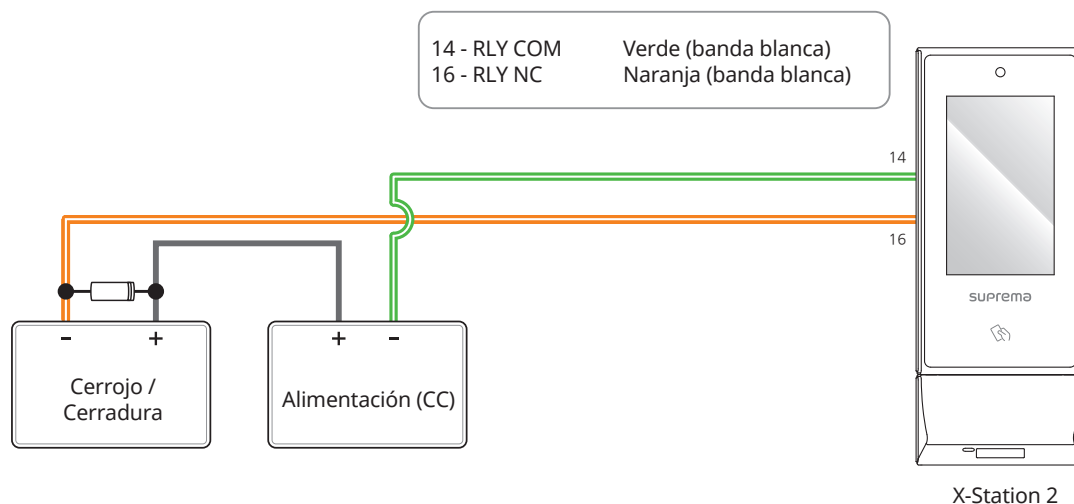 14 - RLY COM Verde (banda blanca)
16 - RLY NC Naranja (banda blanca)
14
16
suprema
- +
Cerrojo /
Cerradura
+ -
Alimentación (CC)
X-Station 2